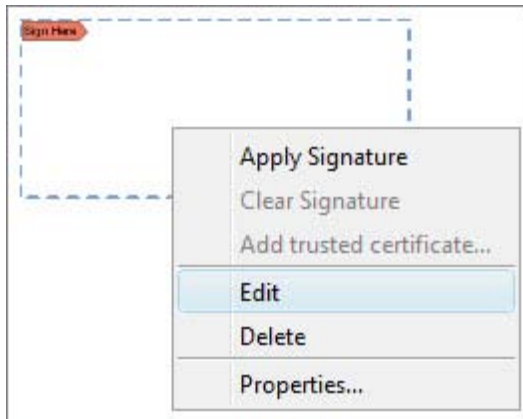 Sign Here
Apply Signature
Clear Signature
Add trusted certificate...
Edit
Delete
Properties...